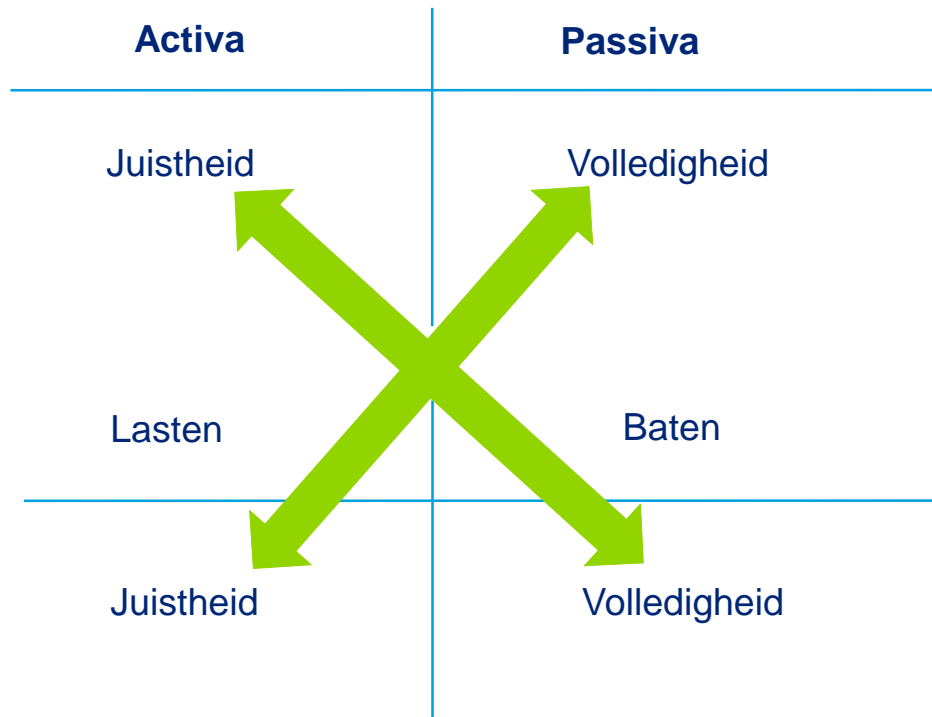 Activa
Passiva
Juistheid
Volledigheid
Lasten
Baten
Juistheid
Volledigheid